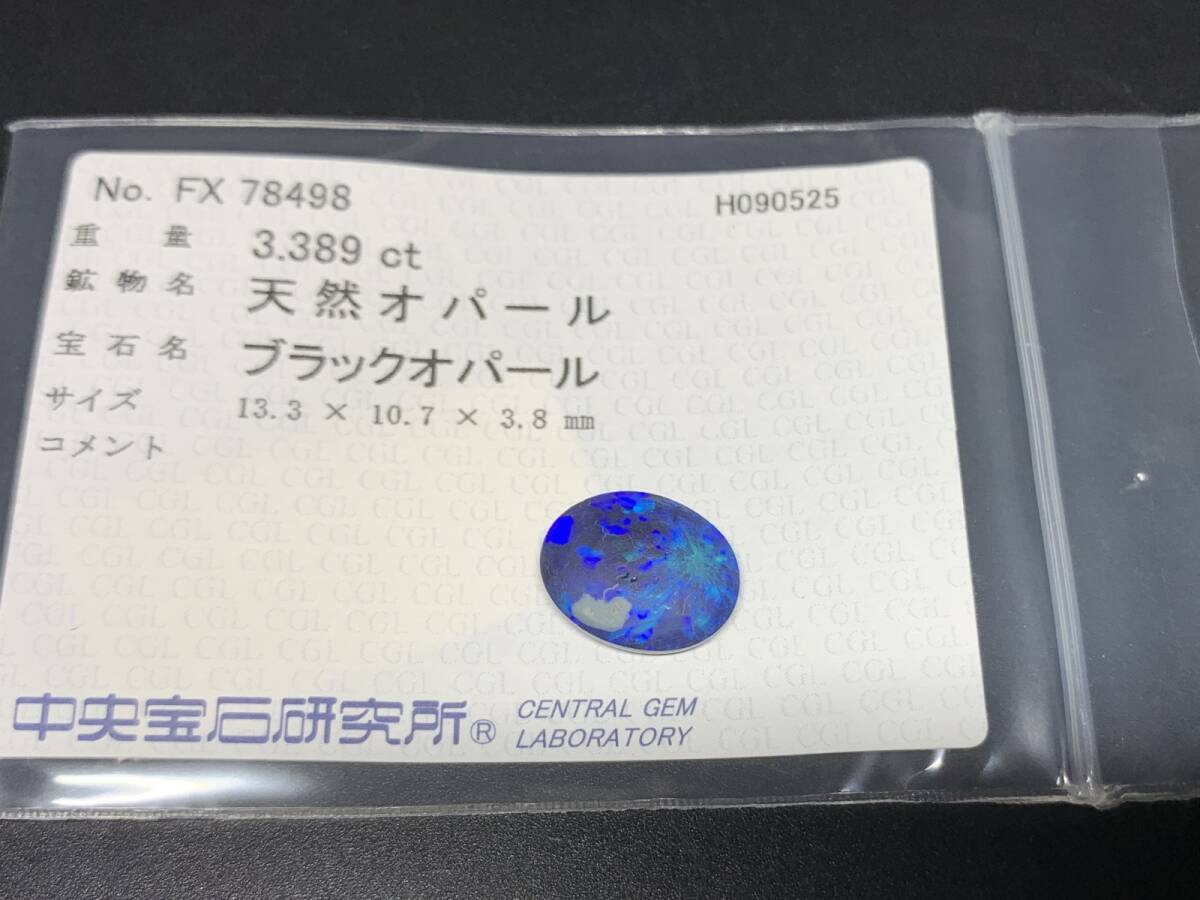 No. FX 78498 H090525
重量 3.389 ct
鉱物名 天然オパール
宝石名 ブラックオパール
サイズ 13.3 × 10.7 × 3.8 mm
コメント
中央宝石研究所® CENTRAL GEM
LABORATORY